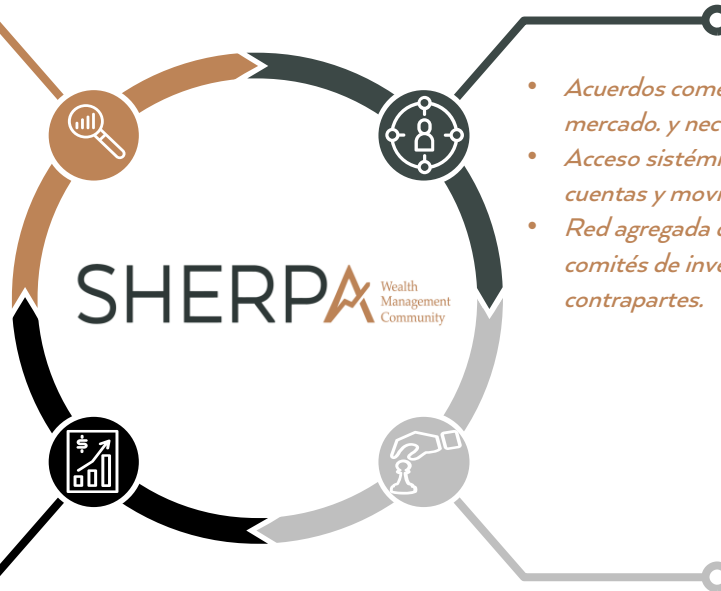 SHERPA
Wealth
Management
Community
• Acuerdos come
mercado. y nec
• Acceso sistémi
cuentas y movi
• Red agregada
comités de inve
contrapartes.
$